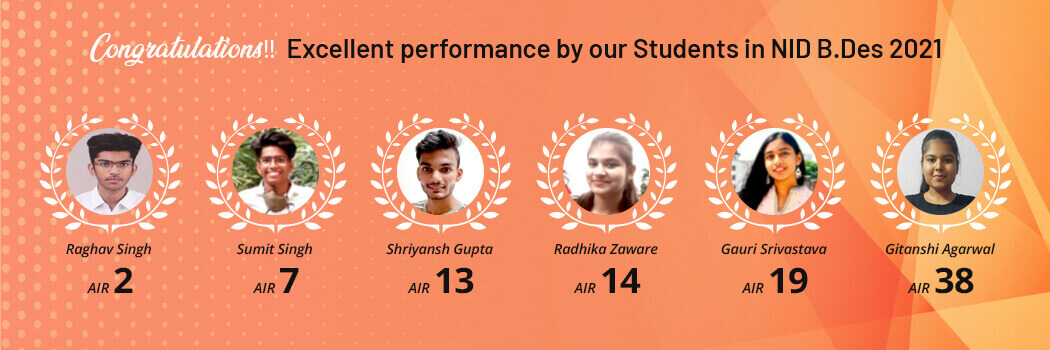 Congratulations!! Excellent performance by our Students in NID B.Des 2021
Raghav Singh
AIR 2
Sumit Singh
AIR 7
Shriyansh Gupta
AIR 13
Radhika Zaware
AIR 14
Gauri Srivastava
AIR 19
Gitanshi Agarwal
AIR 38